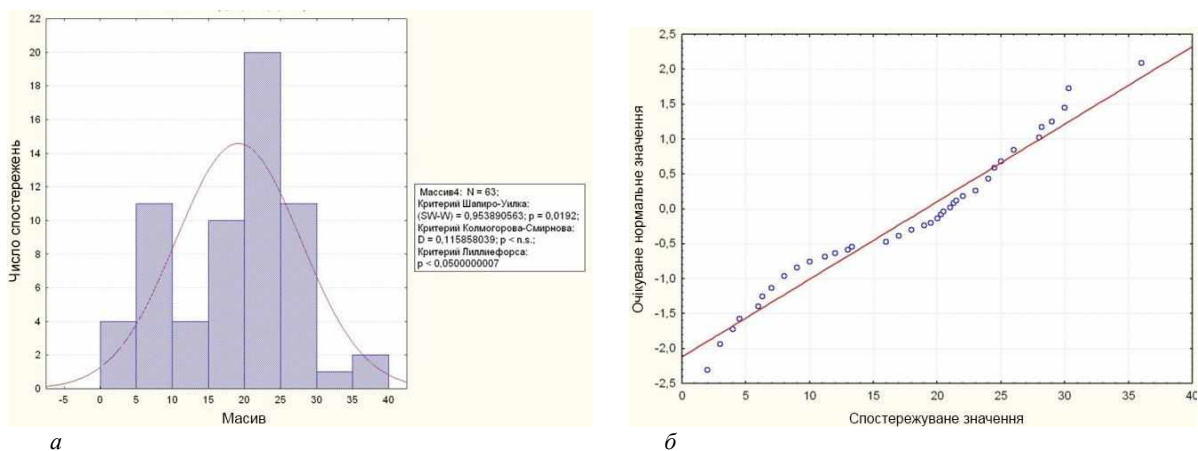 22
20
18
16
14
12
10
8
6
4
2
0
Число спостережень
-5 0 5 10 15 20 25 30 35 40
Масив
Массив4: N = 63;
Критерий Шапиро-Уилка:
(SW-W) = 0,953890563; p = 0,0192;
Критерий Колмогорова-Смирнова:
D = 0,115858039; p < n.s.;
Критерий Лиллиефорса:
p < 0,0500000007
а
2,5
2,0
1,5
1,0
0,5
0,0
-0,5
-1,0
-1,5
-2,0
-2,5
Очікуване нормальне значення
0 5 10 15 20 25 30 35 40
Спостережуване значення
б